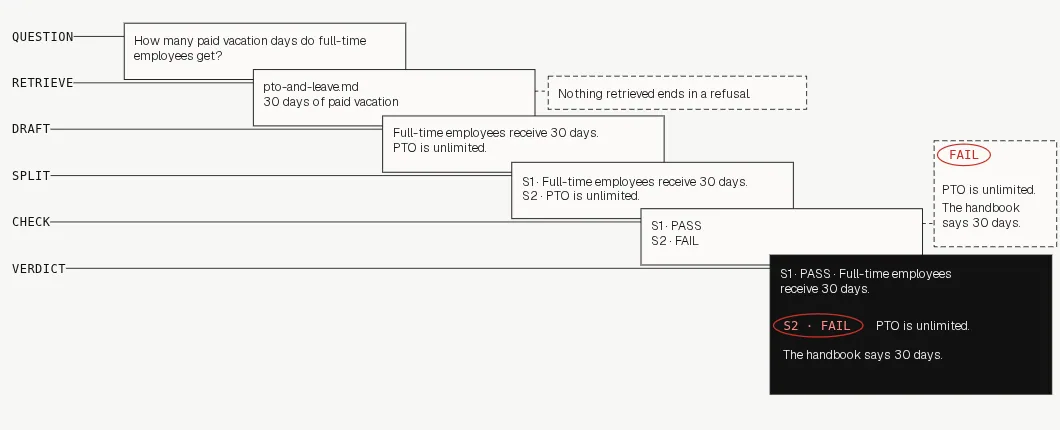 QUESTION
How many paid vacation days do full-time
employees get?
RETRIEVE
pto-and-leave.md
30 days of paid vacation
Nothing retrieved ends in a refusal.
DRAFT
Full-time employees receive 30 days.
PTO is unlimited.
SPLIT
S1 · Full-time employees receive 30 days.
S2 · PTO is unlimited.
CHECK
S1 · PASS
S2 · FAIL
FAIL
PTO is unlimited.
The handbook
says 30 days.
VERDICT
S1 · PASS · Full-time employees
receive 30 days.
S2 · FAIL PTO is unlimited.
The handbook says 30 days.